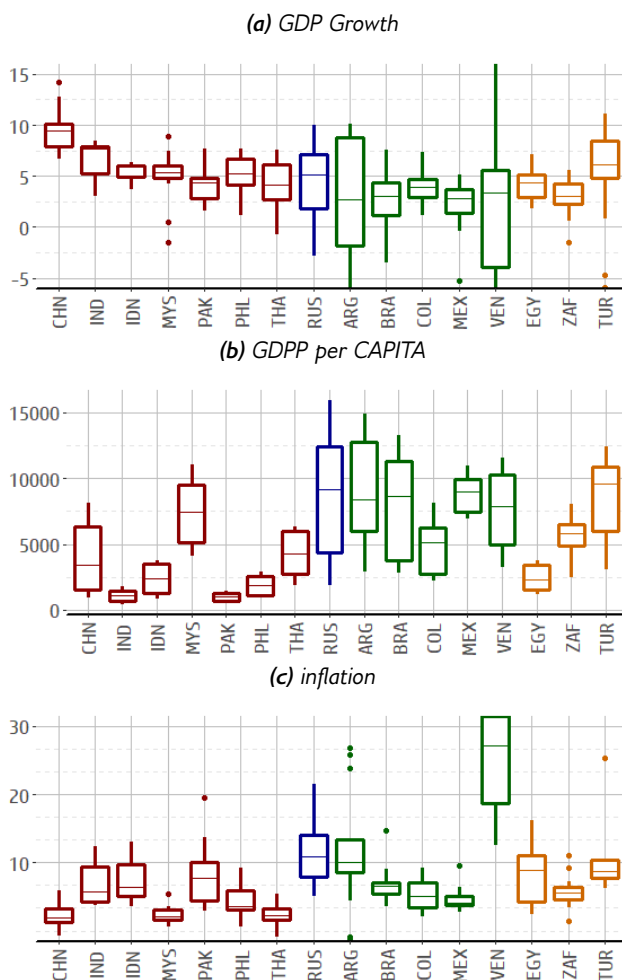 (a) GDP Growth
15
10
5
0
−5
CHN IND IDN MYS PAK PHL THA RUS ARG BRA COL MEX VEN EGY ZAF TUR
(b) GDPP per CAPITA
15000
10000
5000
0
CHN IND IDN MYS PAK PHL THA RUS ARG BRA COL MEX VEN EGY ZAF TUR
(c) inflation
30
20
10
CHN IND IDN MYS PAK PHL THA RUS ARG BRA COL MEX VEN EGY ZAF TUR